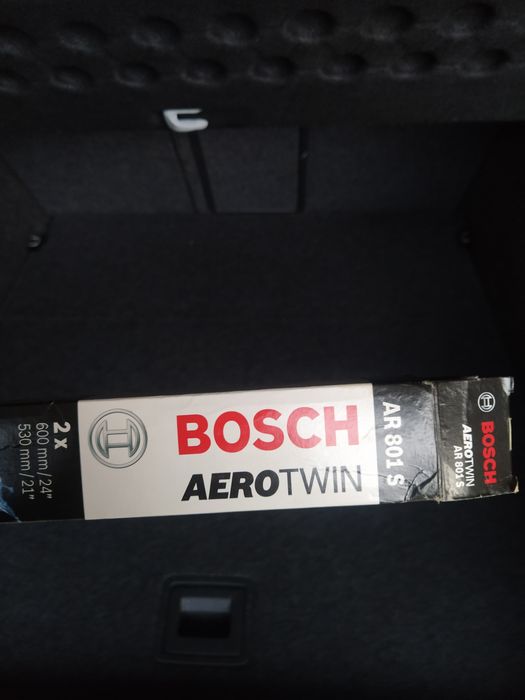 2 x
600 mm / 24"
530 mm / 21"
BOSCH
AEROTWIN
AR 801 S
BOSCH
AEROTWIN
AR 801 S